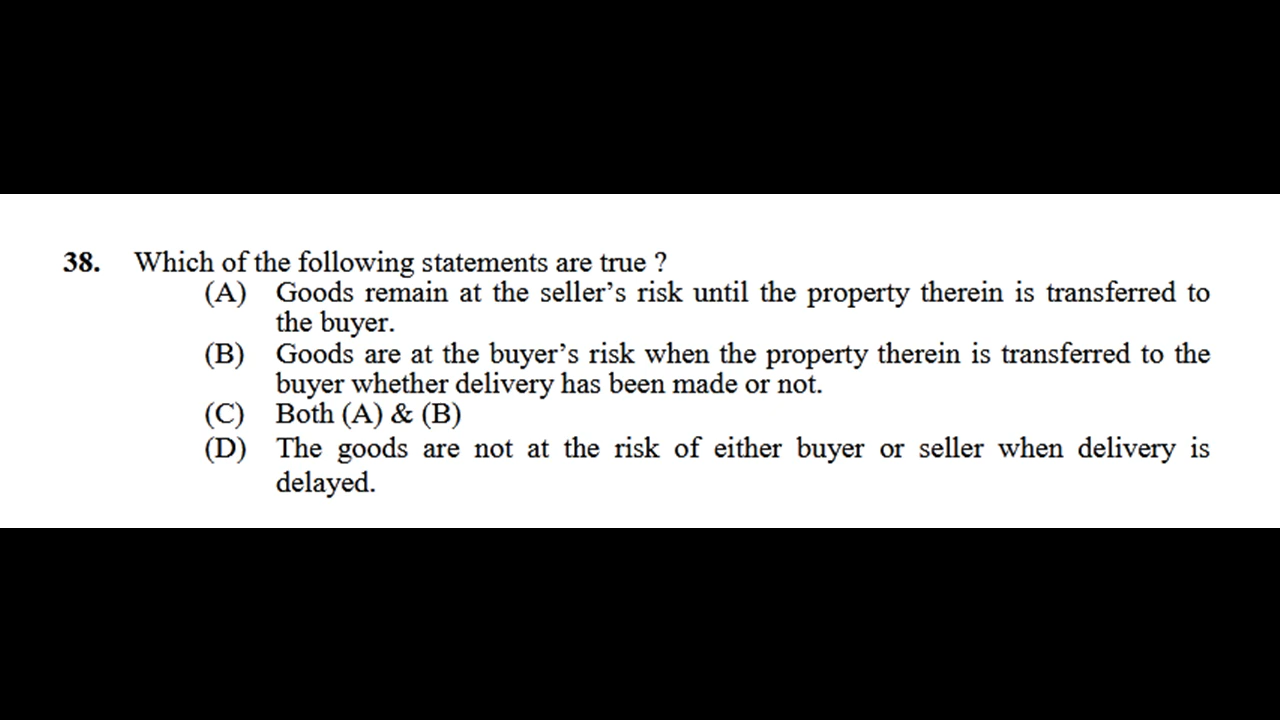 38. Which of the following statements are true ?
(A) Goods remain at the seller's risk until the property therein is transferred to
the buyer.
(B) Goods are at the buyer's risk when the property therein is transferred to the
buyer whether delivery has been made or not.
(C) Both (A) & (B)
(D) The goods are not at the risk of either buyer or seller when delivery is
delayed.